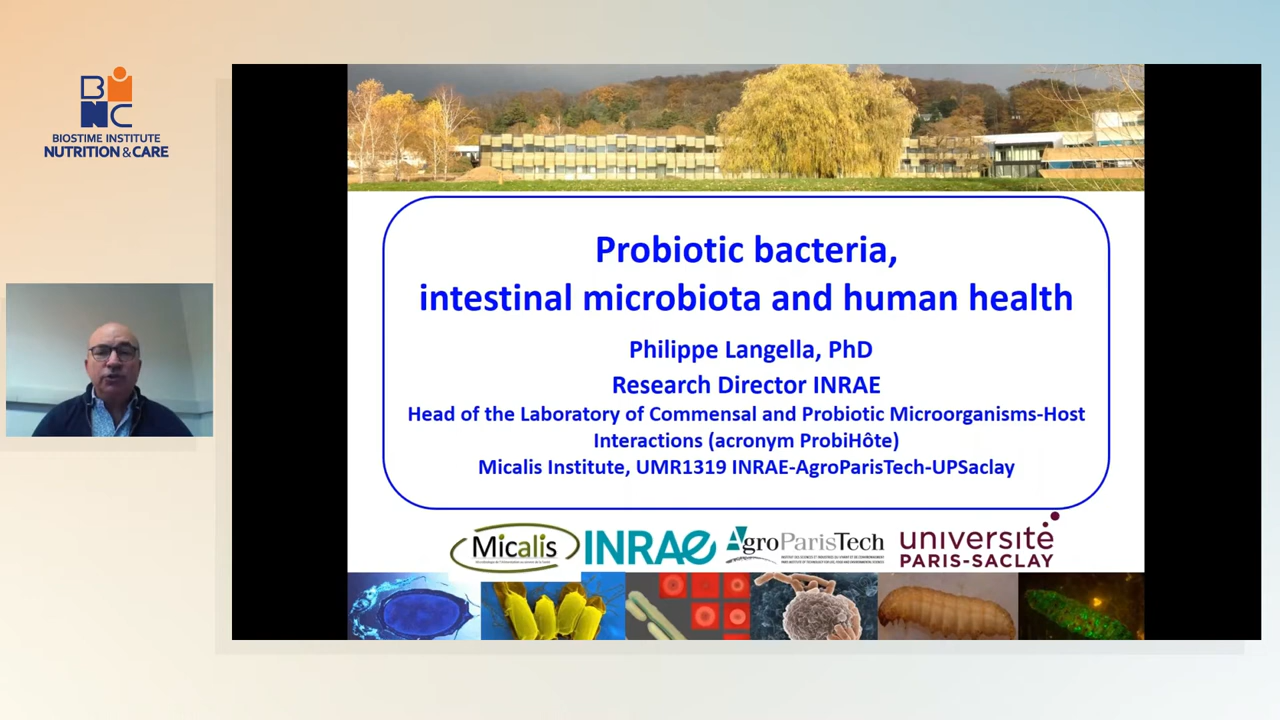 B
NC
BIOSTIME INSTITUTE
NUTRITION & CARE
Probiotic bacteria,
intestinal microbiota and human health
Philippe Langella, PhD
Research Director INRAE
Head of the Laboratory of Commensal and Probiotic Microorganisms-Host
Interactions (acronym ProbiHôte)
Micalis Institute, UMR1319 INRAE-AgroParisTech-UPSaclay
Micalis
INRAE
AgroParisTech
université
PARIS-SACLAY